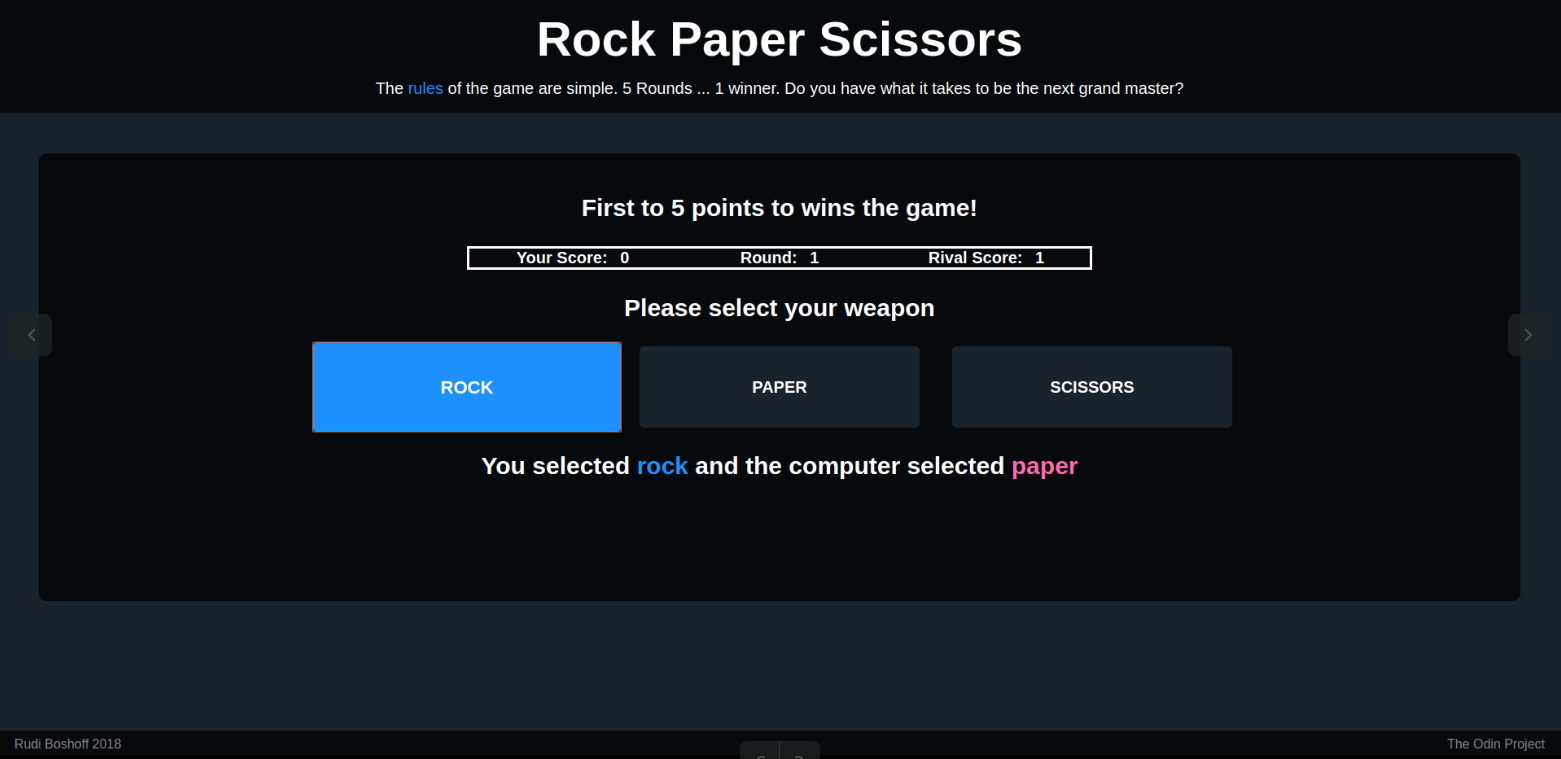 Rock Paper Scissors
The rules of the game are simple. 5 Rounds ... 1 winner. Do you have what it takes to be the next grand master?
First to 5 points to wins the game!
Your Score: 0 Round: 1 Rival Score: 1
Please select your weapon
ROCK PAPER SCISSORS
You selected rock and the computer selected paper
Rudi Boshoff 2018 The Odin Project